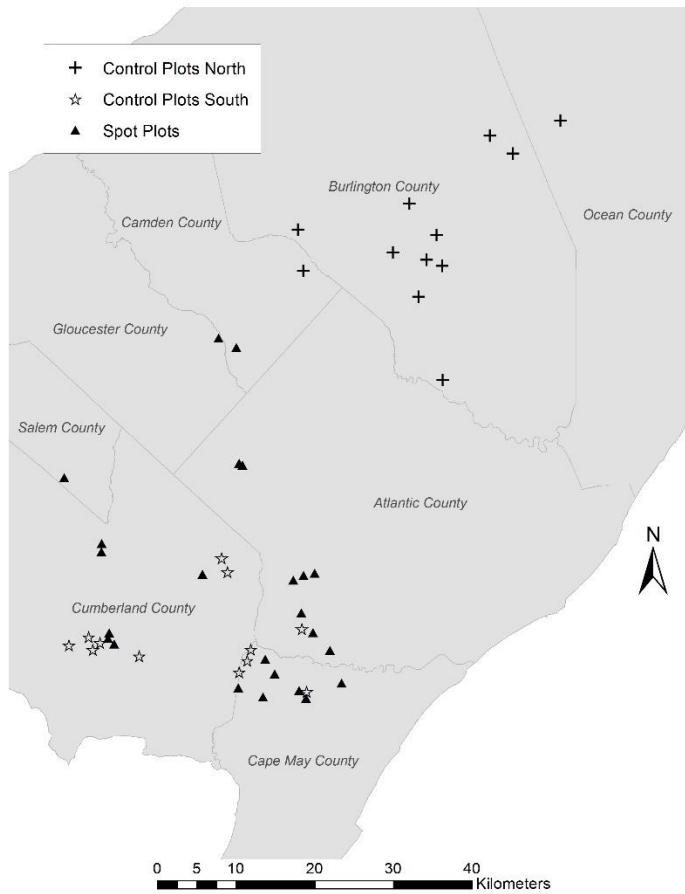 Control Plots North
Control Plots South
Spot Plots
Burlington County
Ocean County
Camden County
Gloucester County
Salem County
Atlantic County
N
Cumberland County
Cape May County
0 5 10 20 30 40
Kilometers